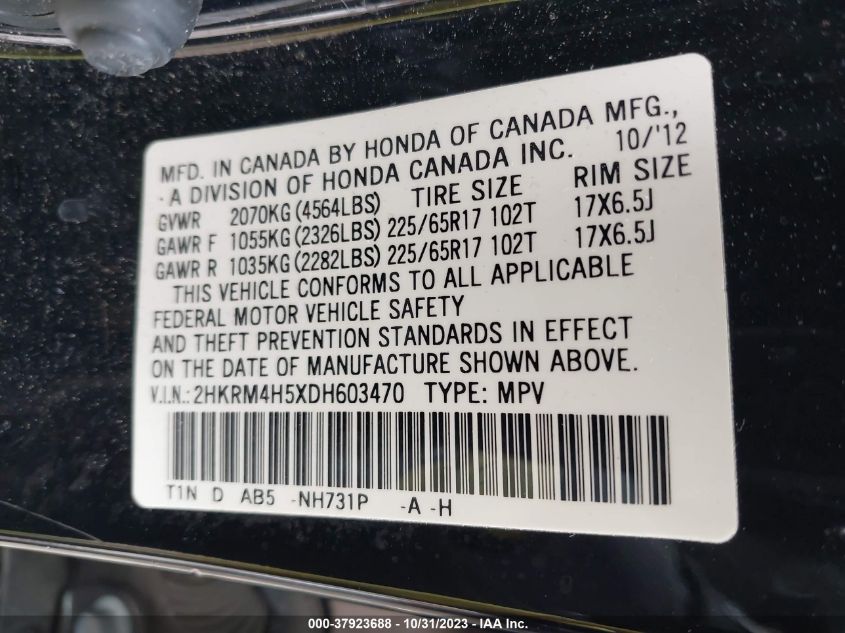 MFD. IN CANADA BY HONDA OF CANADA MFG.,
- A DIVISION OF HONDA CANADA INC. 10/'12
GVWR 2070KG (4564LBS) TIRE SIZE RIM SIZE
GAWR F 1055KG (2326LBS) 225/65R17 102T 17X6.5J
GAWR R 1035KG (2282LBS) 225/65R17 102T 17X6.5J
THIS VEHICLE CONFORMS TO ALL APPLICABLE
FEDERAL MOTOR VEHICLE SAFETY
AND THEFT PREVENTION STANDARDS IN EFFECT
ON THE DATE OF MANUFACTURE SHOWN ABOVE.
V.I.N.: 2HKRM4H5XDH603470 TYPE: MPV
T1N D AB5 -NH731P -A -H
000-37923688 - 10/31/2023 - IAA Inc.